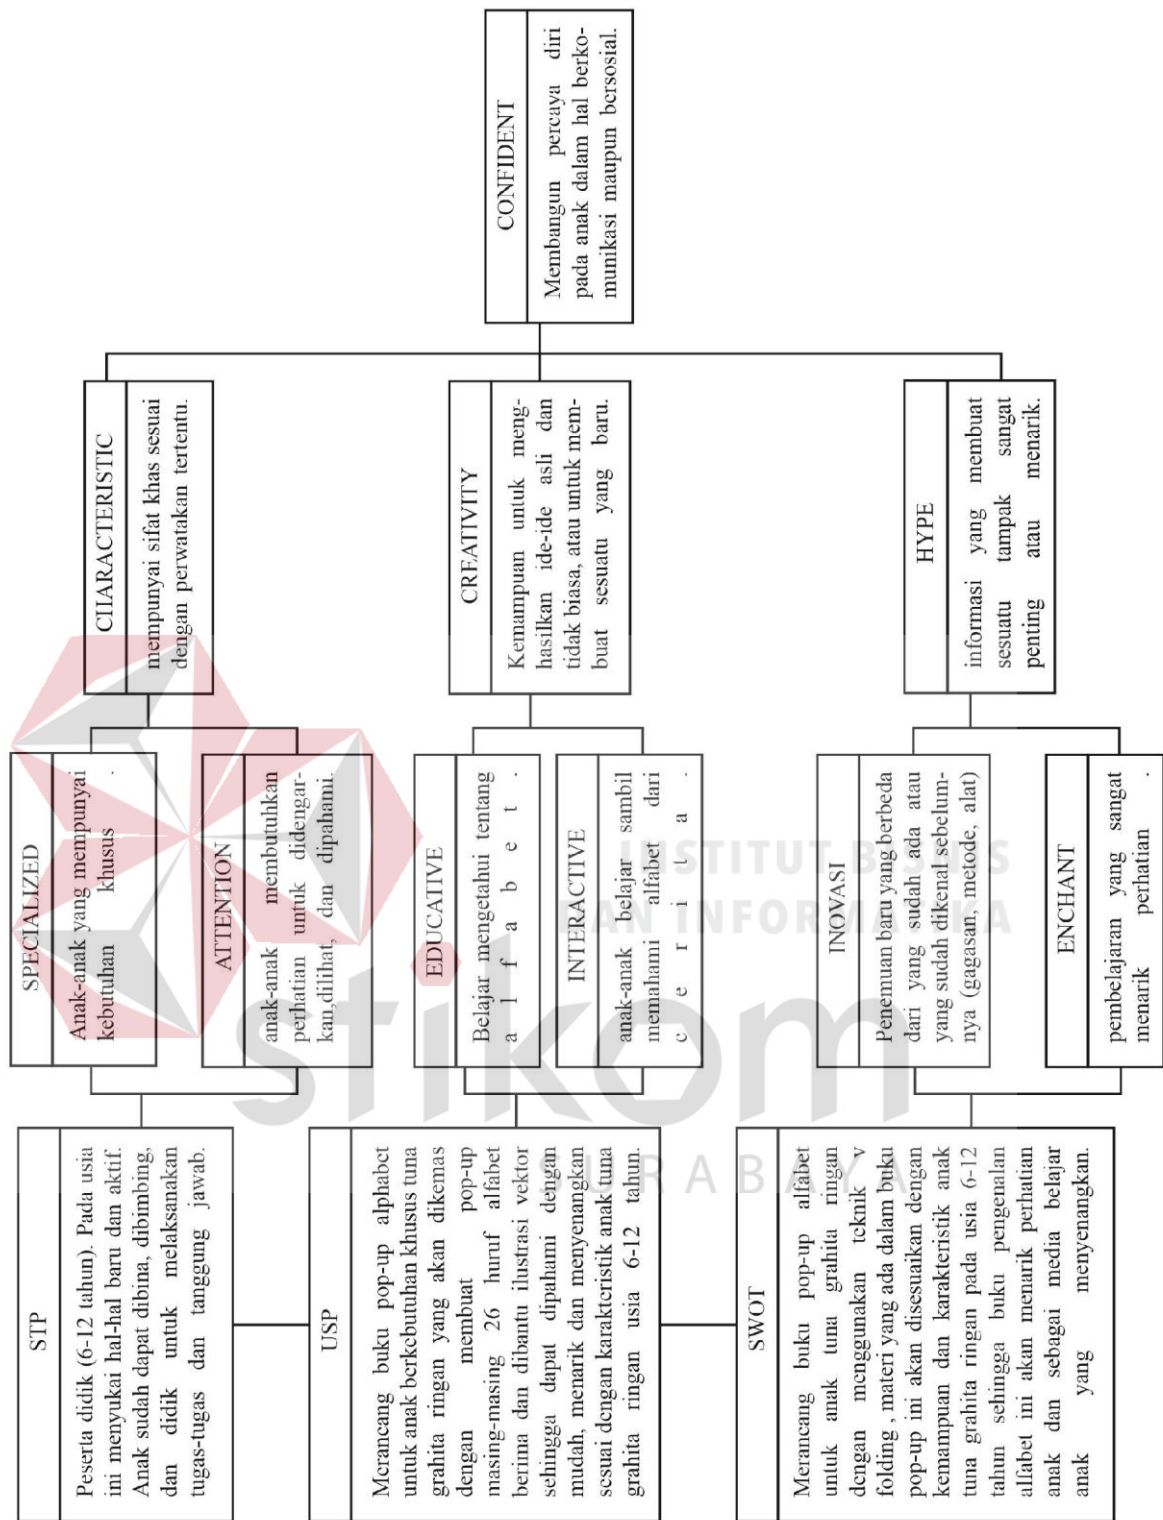 STP
Peserta didik (6-12 tahun). Pada usia
ini menyukai hal-hal baru dan aktif.
Anak sudah dapat dibina, dibimbing,
dan didik untuk melaksanakan
tugas-tugas dan tanggung jawab.
USP
Merancang buku pop-up alphabet
untuk anak berkebutuhan khusus tuna
grahita ringan yang akan dikemas
dengan membuat pop-up
masing-masing 26 huruf alfabet
berima dan dibantu ilustrasi vektor
sehingga dapat dipahami dengan
mudah, menarik dan menyenangkan
sesuai dengan karakteristik anak tuna
grahita ringan usia 6-12 tahun.
SWOT
Merancang buku pop-up alfabet
untuk anak tuna grahita ringan
dengan menggunakan teknik v
folding , materi yang ada dalam buku
pop-up ini akan disesuaikan dengan
kemampuan dan karakteristik anak
tuna grahita ringan pada usia 6-12
tahun sehingga buku pengenalan
alfabet ini akan menarik perhatian
anak dan sebagai media belajar
anak yang menyenangkan.
SPECIALIZED
Anak-anak yang mempunyai
kebutuhan khusus .
ATTENTION
anak-anak membutuhkan
perhatian untuk didengar-
kan,dilihat, dan dipahami.
EDUCATIVE
Belajar mengetahui tentang
a l f a b e t .
INTERACTIVE
anak-anak belajar sambil
memahami alfabet dari
c e r i t a .
INOVASI
Penemuan baru yang berbeda
dari yang sudah ada atau
yang sudah dikenal sebelum-
nya (gagasan, metode, alat)
ENCHANT
pembelajaran yang sangat
menarik perhatian .
CHARACTERISTIC
mempunyai sifat khas sesuai
dengan perwatakan tertentu.
CREATIVITY
Kemampuan untuk meng-
hasilkan ide-ide asli dan
tidak biasa, atau untuk mem-
buat sesuatu yang baru.
HYPE
informasi yang membuat
sesuatu tampak sangat
penting atau menarik.
CONFIDENT
Membangun percaya diri
pada anak dalam hal berko-
munikasi maupun bersosial.
INSTITUT BISNIS
DAN INFORMATIKA
stikom
SURABAYA